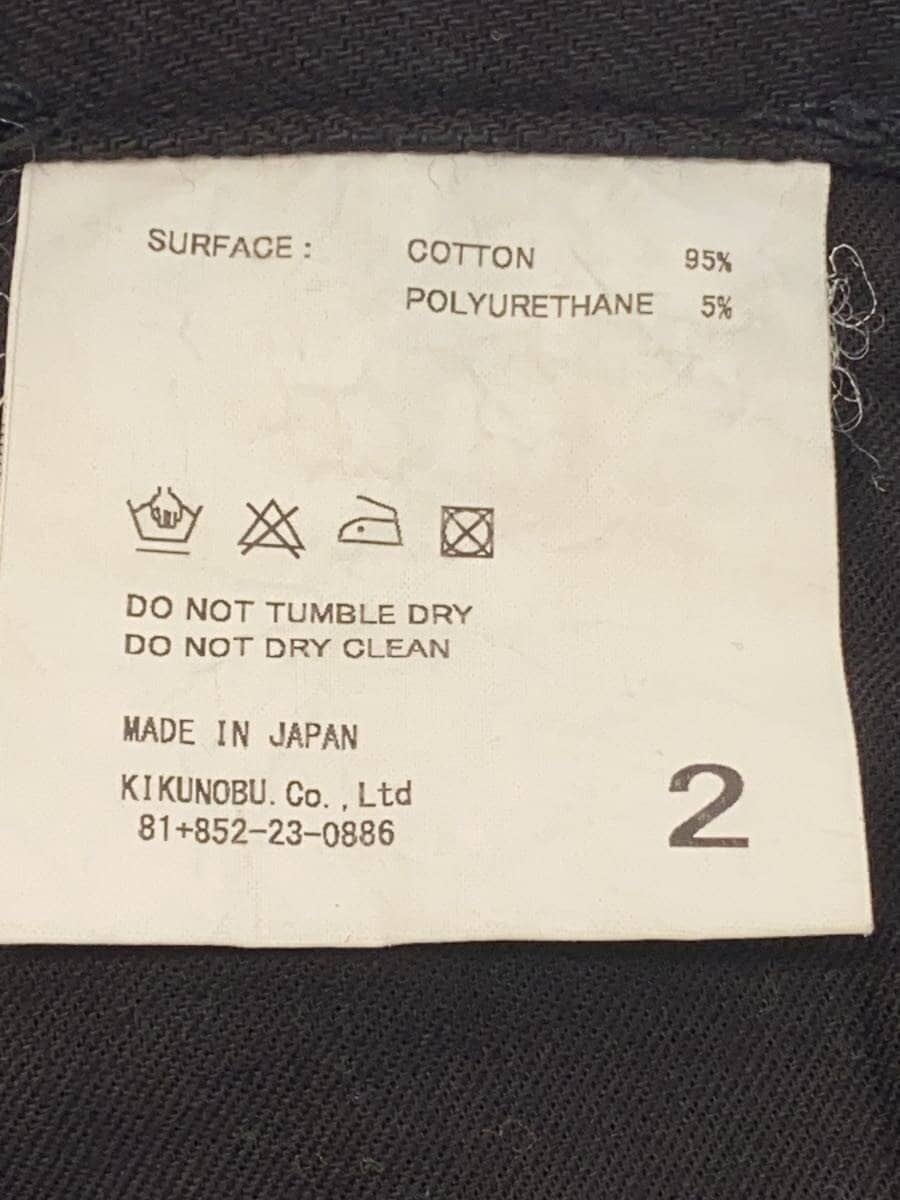 SURFACE : COTTON 95%
POLYURETHANE 5%
DO NOT TUMBLE DRY
DO NOT DRY CLEAN
MADE IN JAPAN
KIKUNOBU. Co. , Ltd
81+852-23-0886
2